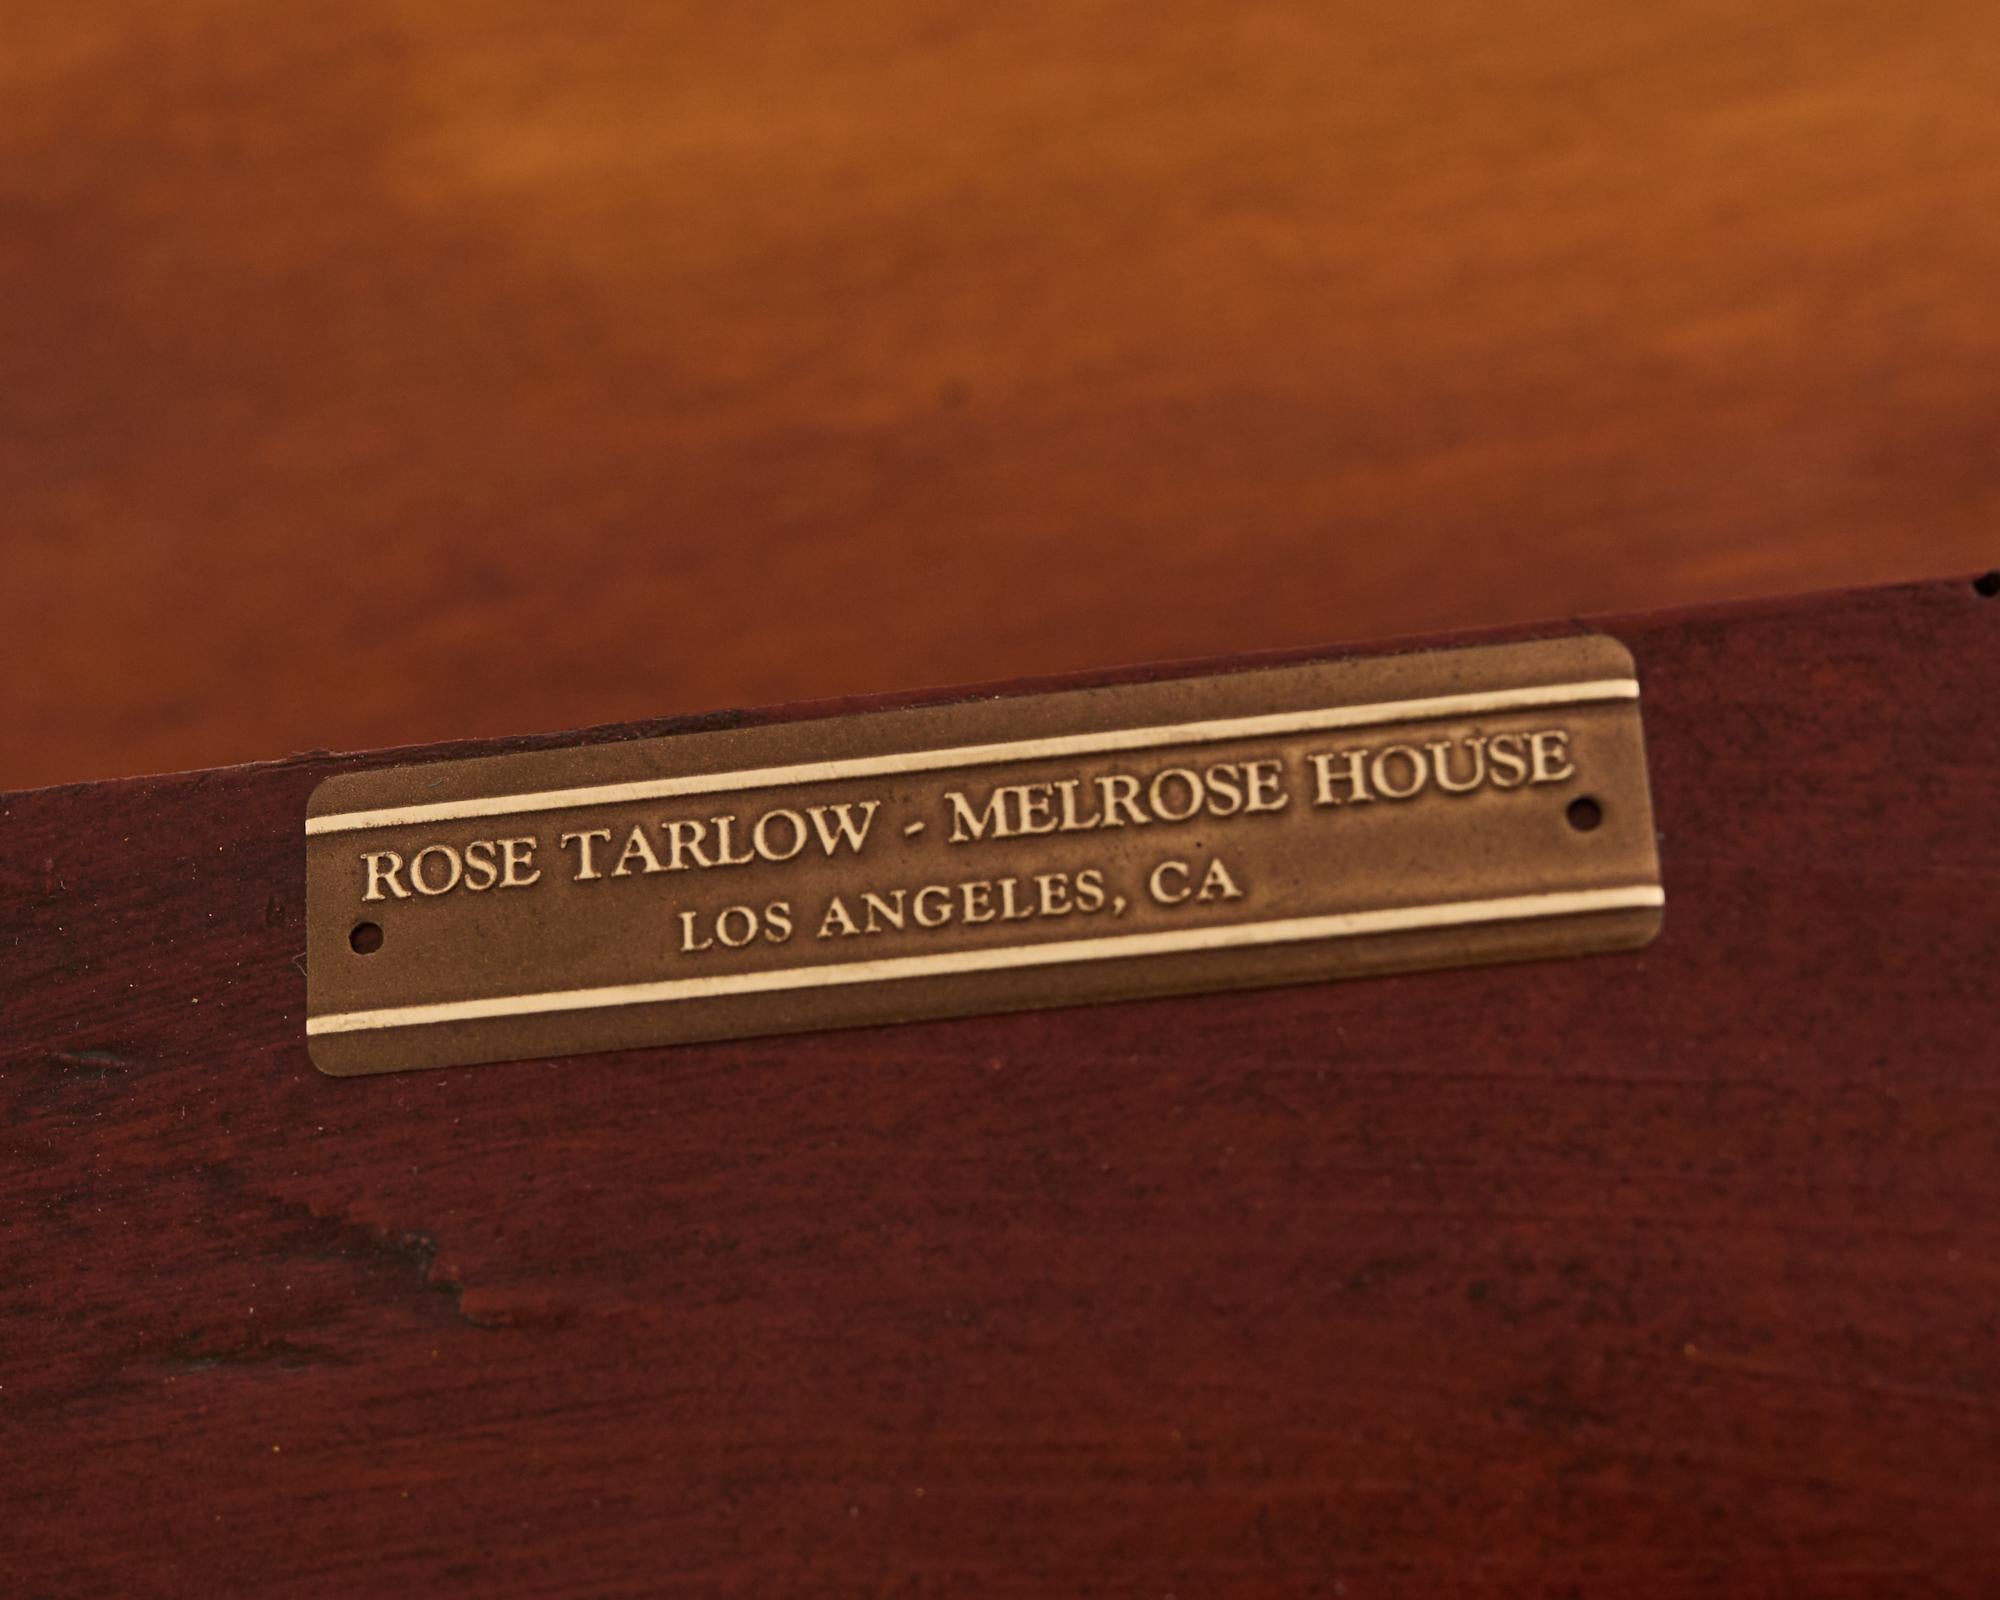 ROSE TARLOW - MELROSE HOUSE
LOS ANGELES, CA